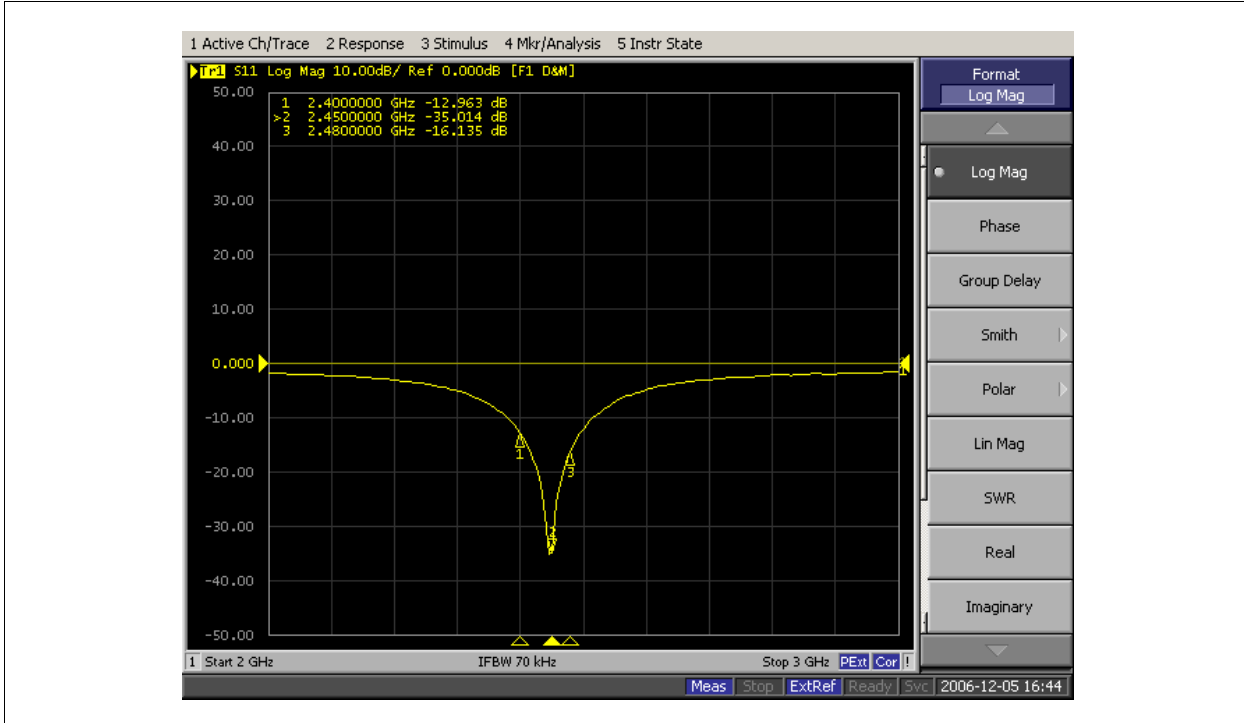 1 Active Ch/Trace 2 Response 3 Stimulus 4 Mkr/Analysis 5 Instr State
Tr1 S11 Log Mag 10.00dB/ Ref 0.000dB [F1 D&M]
50.00
1 2.4000000 GHz -12.963 dB
>2 2.4500000 GHz -35.014 dB
3 2.4800000 GHz -16.135 dB
40.00
30.00
20.00
10.00
0.000
-10.00
-20.00
-30.00
-40.00
-50.00
1
3
1
1 Start 2 GHz IFBW 70 kHz Stop 3 GHz PExt Cor !
Format
Log Mag
Log Mag
Phase
Group Delay
Smith
Polar
Lin Mag
SWR
Real
Imaginary
Meas Stop ExtRef Ready Svc 2006-12-05 16:44